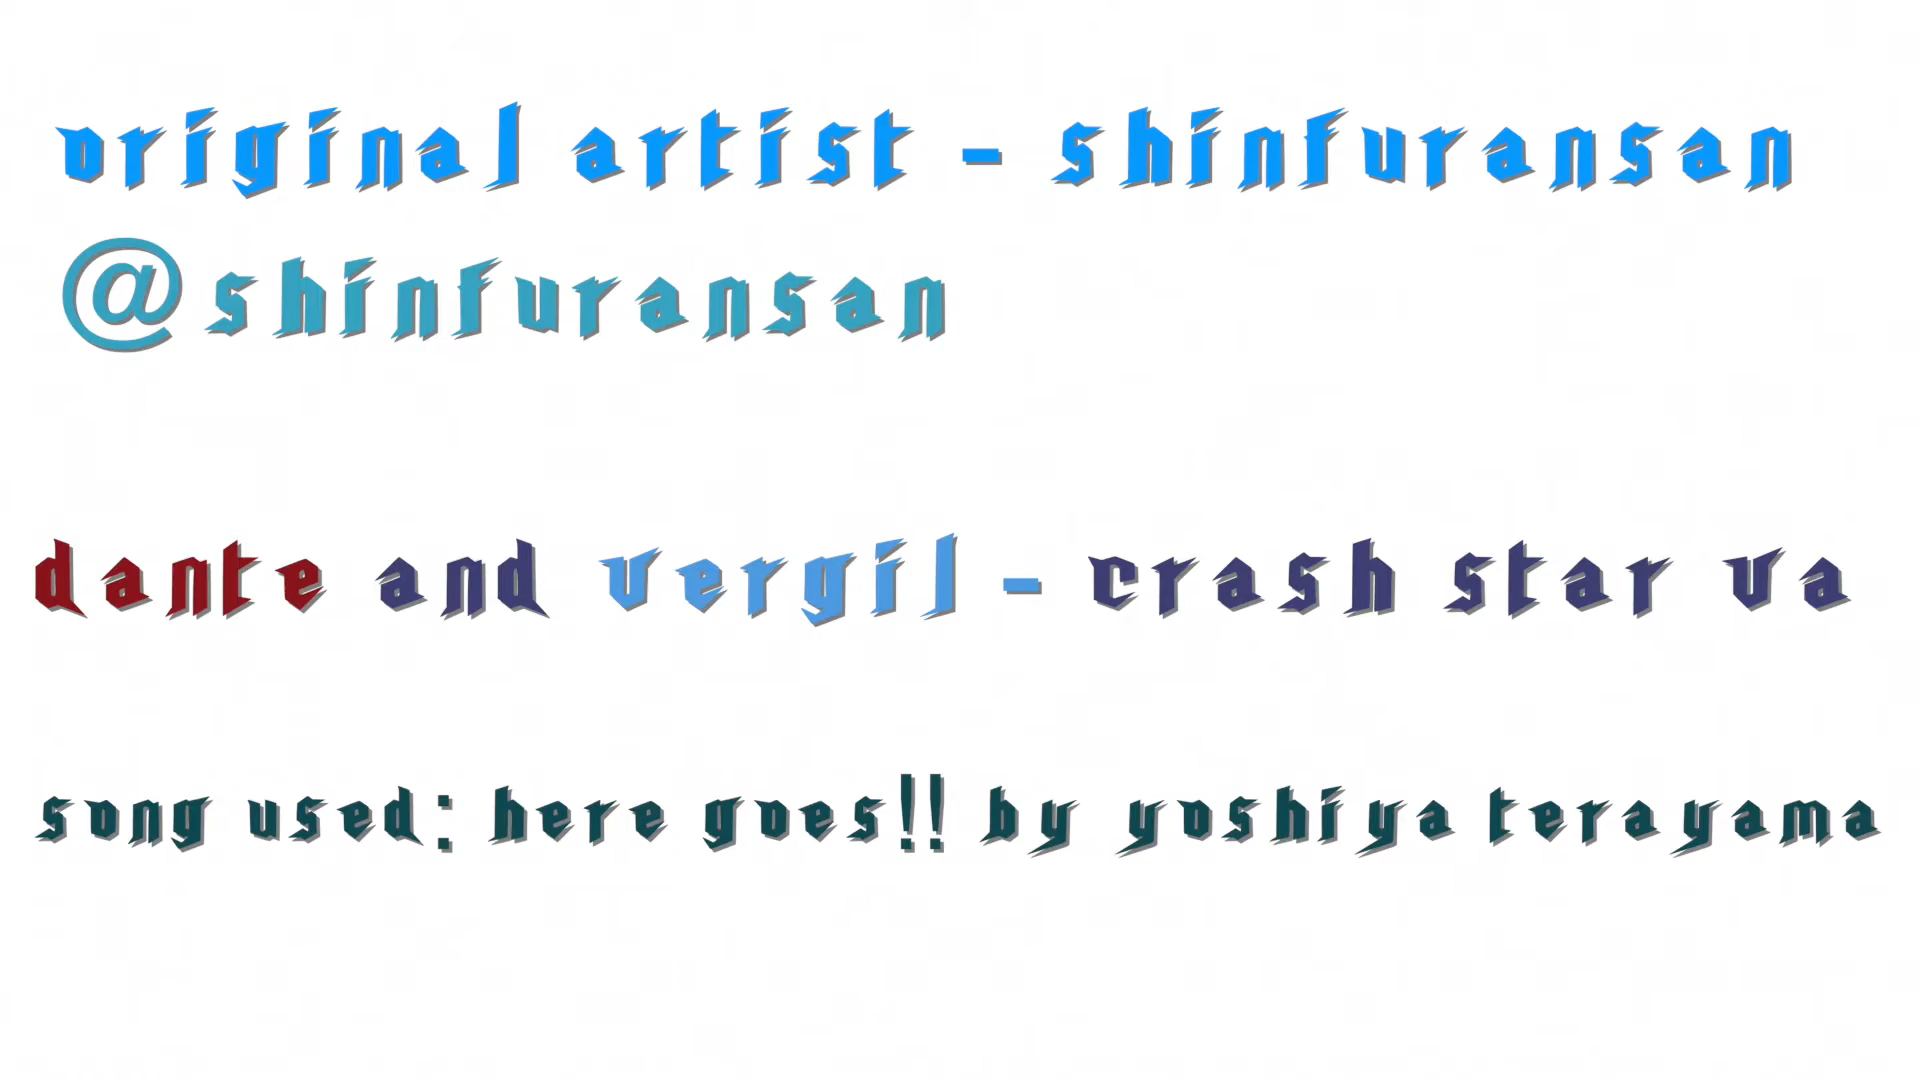 original artist - shinfuransan
@shinfuransan
dante and vergil - crash star va
song used: here goes!! by yoshiya terayama